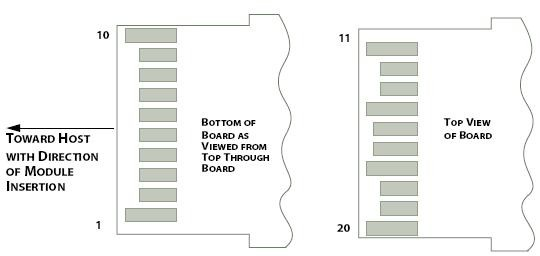 10
BOTTOM OF
BOARD AS
VIEWED FROM
TOP THROUGH
BOARD
TOWARD HOST
WITH DIRECTION
OF MODULE
INSERTION
1
11
TOP VIEW
OF BOARD
20